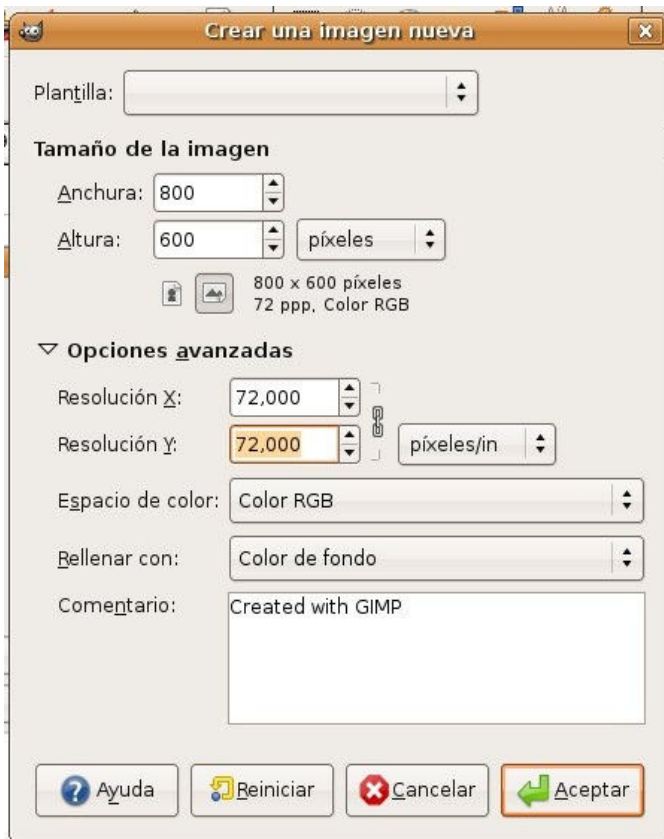 Crear una imagen nueva
Plantilla:
Tamaño de la imagen
Anchura: 800
Altura: 600 píxeles
800 x 600 píxeles
72 ppp, Color RGB
Opciones avanzadas
Resolución X: 72,000
Resolución Y: 72,000 píxeles/in
Espacio de color: Color RGB
Rellenar con: Color de fondo
Comentario: Created with GIMP
Ayuda Reiniciar Cancelar Aceptar